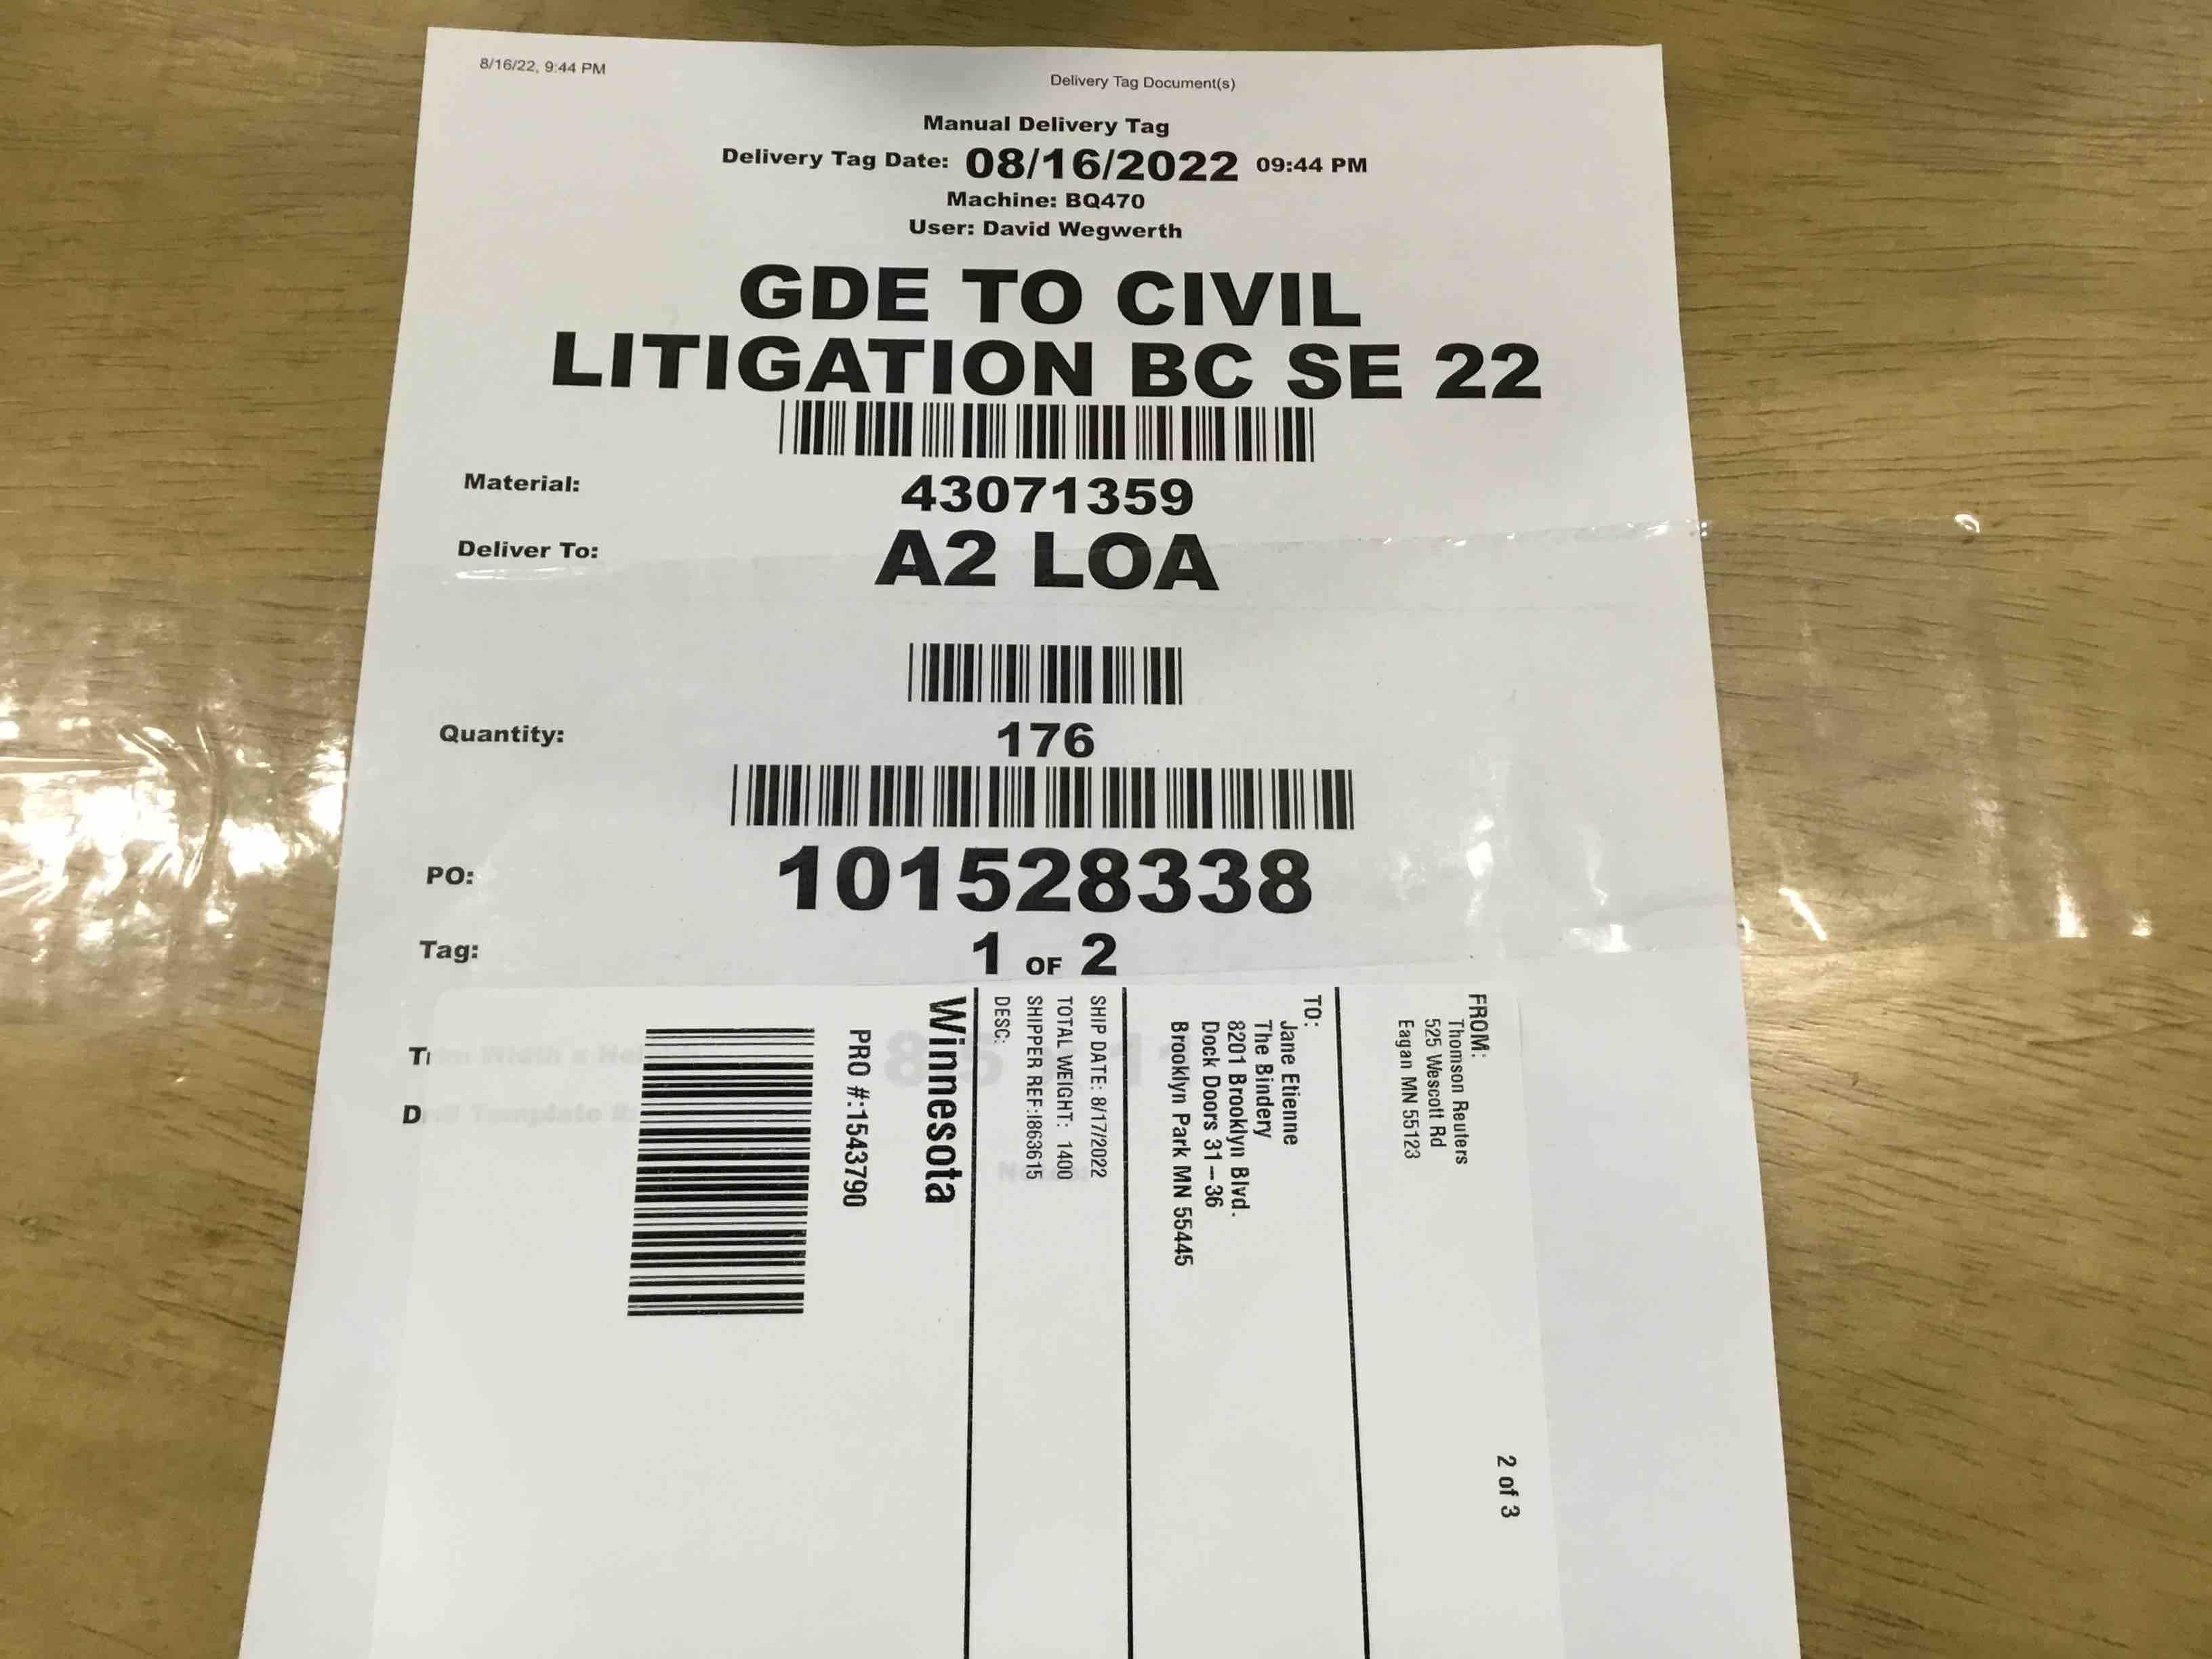 8/16/22, 9:44 PM
Delivery Tag Document(s)
Manual Delivery Tag
Delivery Tag Date: 08/16/2022 09:44 PM
Machine: BQ470
User: David Wegwerth
GDE TO CIVIL
LITIGATION BC SE 22
Material: 43071359
Deliver To: A2 LOA
Quantity: 176
PO: 101528338
Tag: 1 OF 2
2 of 3
FROM:
Thomson Reuters
525 Wescott Rd
Eagan MN 55123
TO:
Jane Etienne
The Bindery
8201 Brooklyn Blvd.
Dock Doors 31-36
Brooklyn Park MN 55445
SHIP DATE: 8/17/2022
TOTAL WEIGHT: 1400
SHIPPER REF:I863615
DESC:
Winnesota
PRO #:1543790